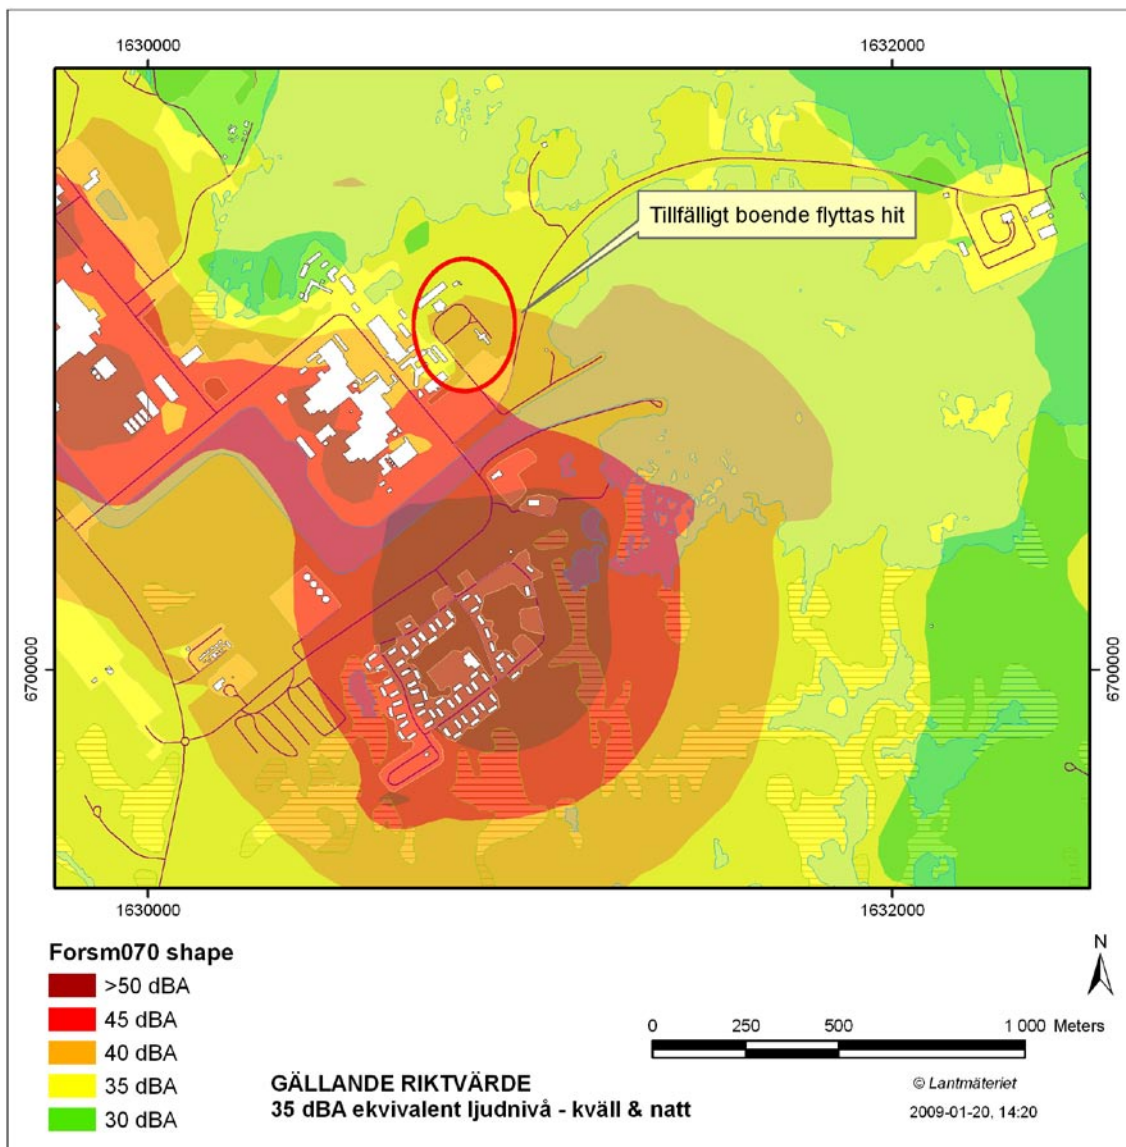 1630000 1632000
Tillfälligt boende flyttas hit
6700000 6700000
1630000 1632000
Forsm070 shape
>50 dBA
45 dBA
40 dBA
35 dBA
30 dBA
N
0 250 500 1 000 Meters
GÄLLANDE RIKTVÄRDE
35 dBA ekvivalent ljudnivå - kväll & natt
© Lantmäteriet
2009-01-20, 14:20